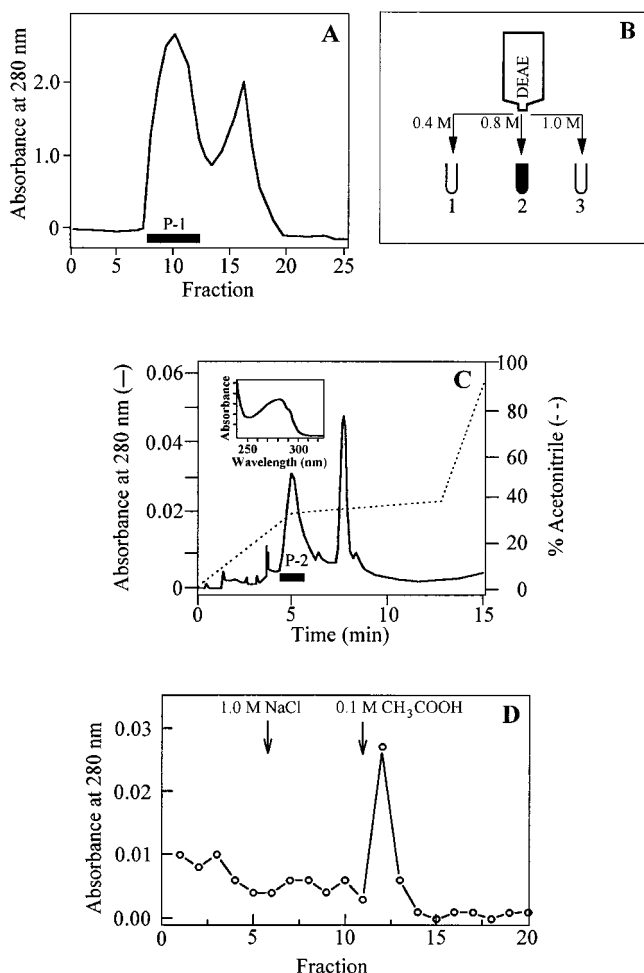 A
Absorbance at 280 nm
2.0
1.0
0
P-1
0 5 10 15 20 25
Fraction
B
DEAE
0.4 M 0.8 M 1.0 M
1 2 3
C
Absorbance at 280 nm (—)
0.06
0.04
0.02
0
Absorbance
240 260 290 300
Wavelength (nm)
P-2
100
80
60
40
20
0
% Acetonitrile (- -)
0 5 10 15
Time (min)
D
1.0 M NaCl 0.1 M CH₃COOH
Absorbance at 280 nm
0.03
0.02
0.01
0.00
0 5 10 15 20
Fraction